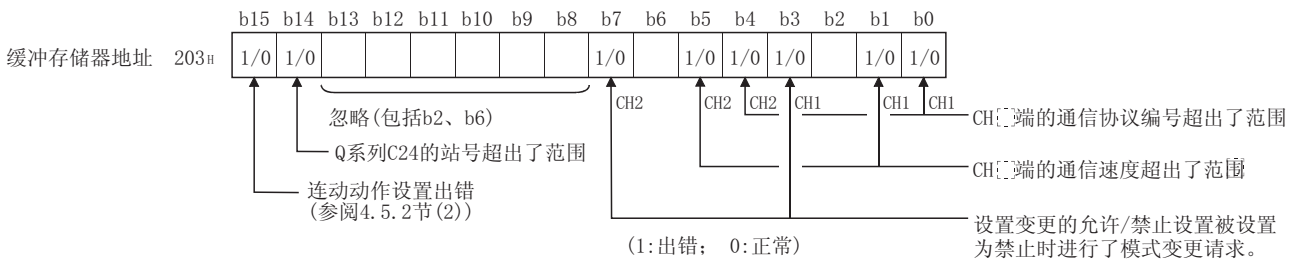 b15 b14 b13 b12 b11 b10 b9 b8 b7 b6 b5 b4 b3 b2 b1 b0
缓冲存储器地址 203H 1/0 1/0 1/0 1/0 1/0 1/0 1/0 1/0
CH2 CH2 CH2 CH1 CH1 CH1
忽略(包括b2、b6)
CH端的通信协议编号超出了范围
Q系列C24的站号超出了范围
CH端的通信速度超出了范围
连动动作设置出错
(参阅4.5.2节(2))
设置变更的允许/禁止设置被设置
为禁止时进行了模式变更请求。
(1:出错; 0:正常)